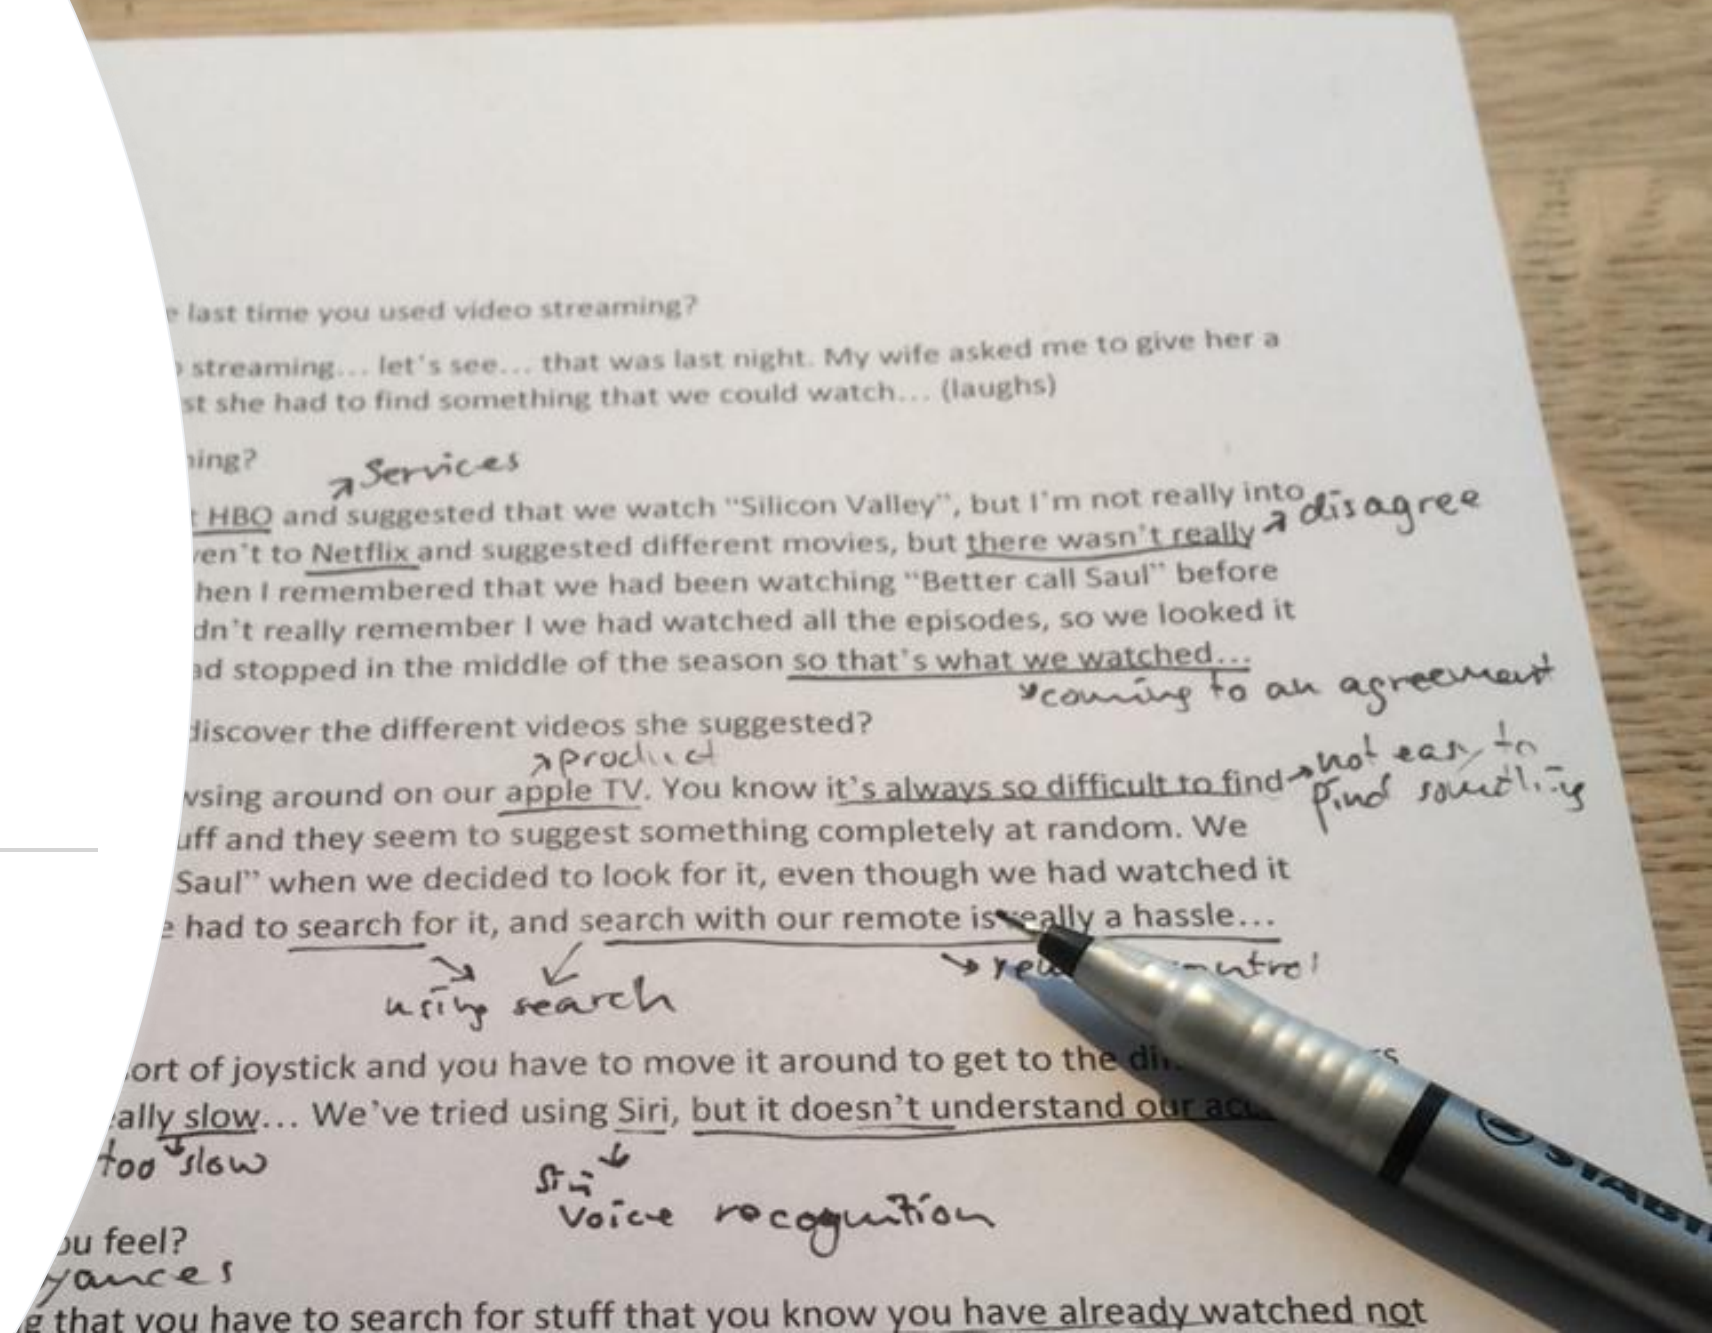 last time you used video streaming?
streaming... let's see... that was last night. My wife asked me to give her a
st she had to find something that we could watch... (laughs)
ing?
Services
HBO and suggested that we watch "Silicon Valley", but I'm not really into
disagree
en't to Netflix and suggested different movies, but there wasn't really
hen I remembered that we had been watching "Better call Saul" before
dn't really remember I we had watched all the episodes, so we looked it
ad stopped in the middle of the season so that's what we watched...
coming to an agreement
discover the different videos she suggested?
product
not easy to
wsing around on our apple TV. You know it's always so difficult to find
find something
uff and they seem to suggest something completely at random. We
Saul" when we decided to look for it, even though we had watched it
e had to search for it, and search with our remote is really a hassle...
using search
ort of joystick and you have to move it around to get to the
ally slow... We've tried using Siri, but it doesn't understand our
too slow
Voice recognition
ou feel?
yances
g that you have to search for stuff that you know you have already watched not